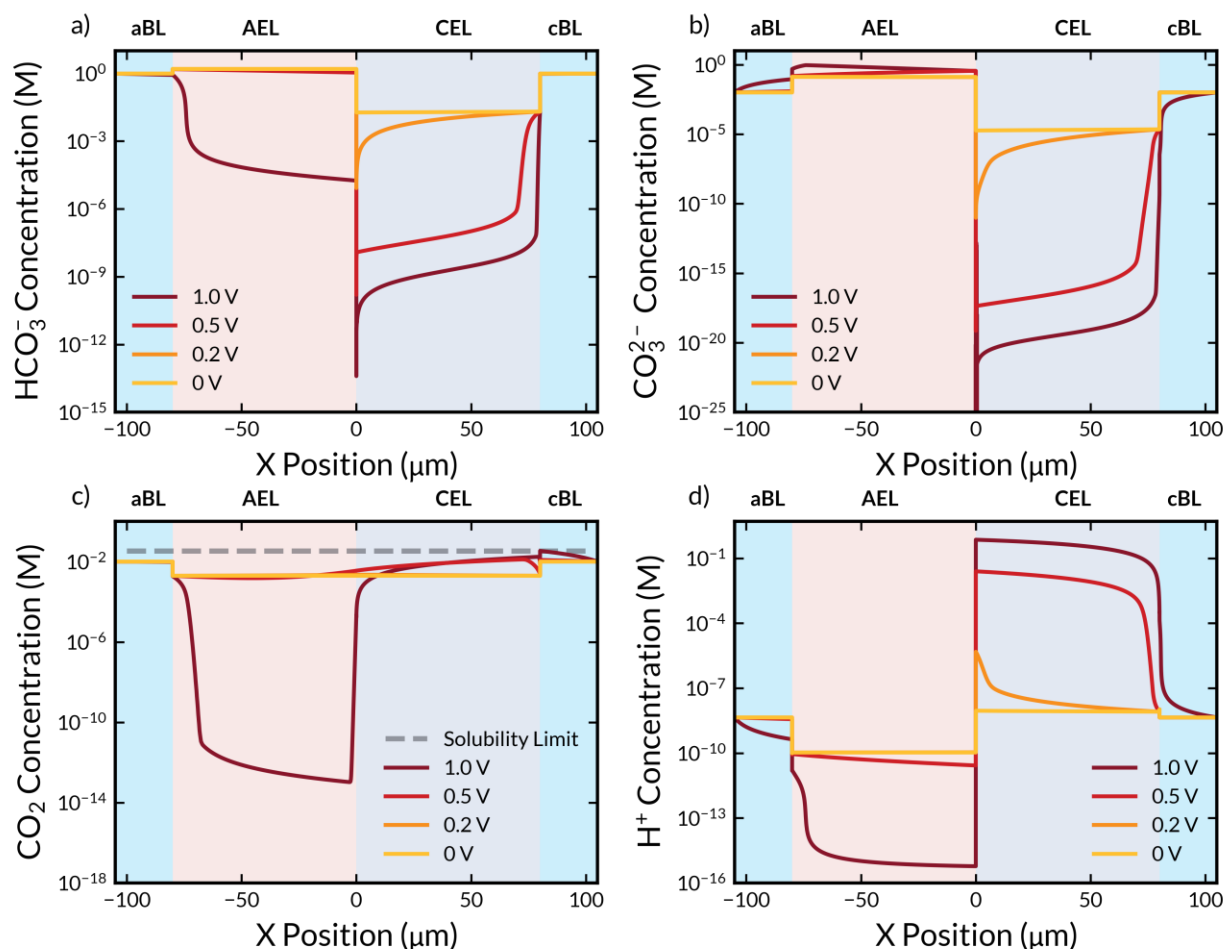 a)
aBL AEL CEL cBL
HCO₃⁻ Concentration (M)
10⁰
10⁻³
10⁻⁶
10⁻⁹
10⁻¹²
10⁻¹⁵
1.0 V
0.5 V
0.2 V
0 V
−100 −50 0 50 100
X Position (μm)
b)
aBL AEL CEL cBL
CO₃²⁻ Concentration (M)
10⁰
10⁻⁵
10⁻¹⁰
10⁻¹⁵
10⁻²⁰
10⁻²⁵
1.0 V
0.5 V
0.2 V
0 V
−100 −50 0 50 100
X Position (μm)
c)
aBL AEL CEL cBL
CO₂ Concentration (M)
10⁻²
10⁻⁶
10⁻¹⁰
10⁻¹⁴
10⁻¹⁸
Solubility Limit
1.0 V
0.5 V
0.2 V
0 V
−100 −50 0 50 100
X Position (μm)
d)
aBL AEL CEL cBL
H⁺ Concentration (M)
10⁻¹
10⁻⁴
10⁻⁷
10⁻¹⁰
10⁻¹³
10⁻¹⁶
1.0 V
0.5 V
0.2 V
0 V
−100 −50 0 50 100
X Position (μm)